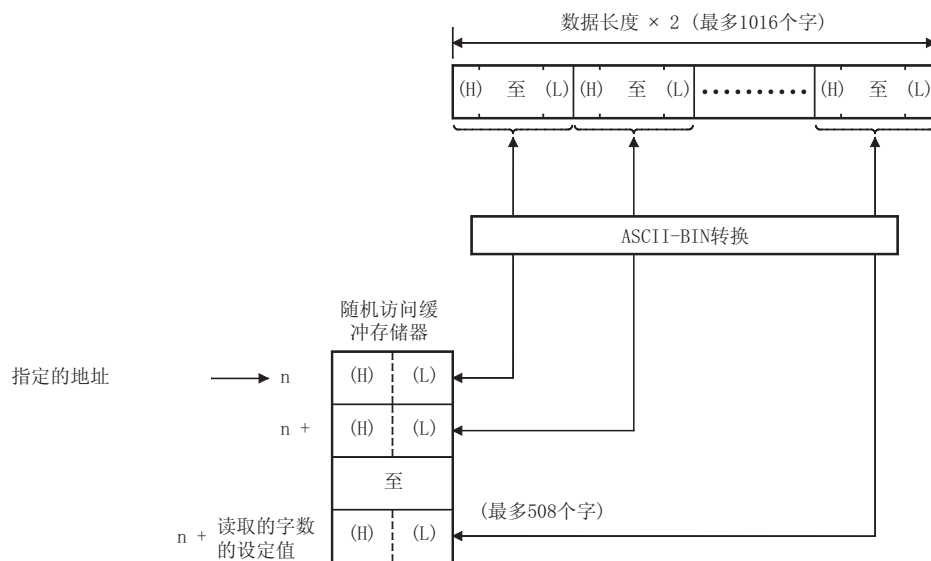 数据长度 × 2 (最多1016个字)
(H) 至 (L) (H) 至 (L) ·········· (H) 至 (L)
ASCII-BIN转换
随机访问缓
冲存储器
指定的地址 n (H) (L)
n + (H) (L)
至
(最多508个字)
n + 读取的字数
的设定值 (H) (L)